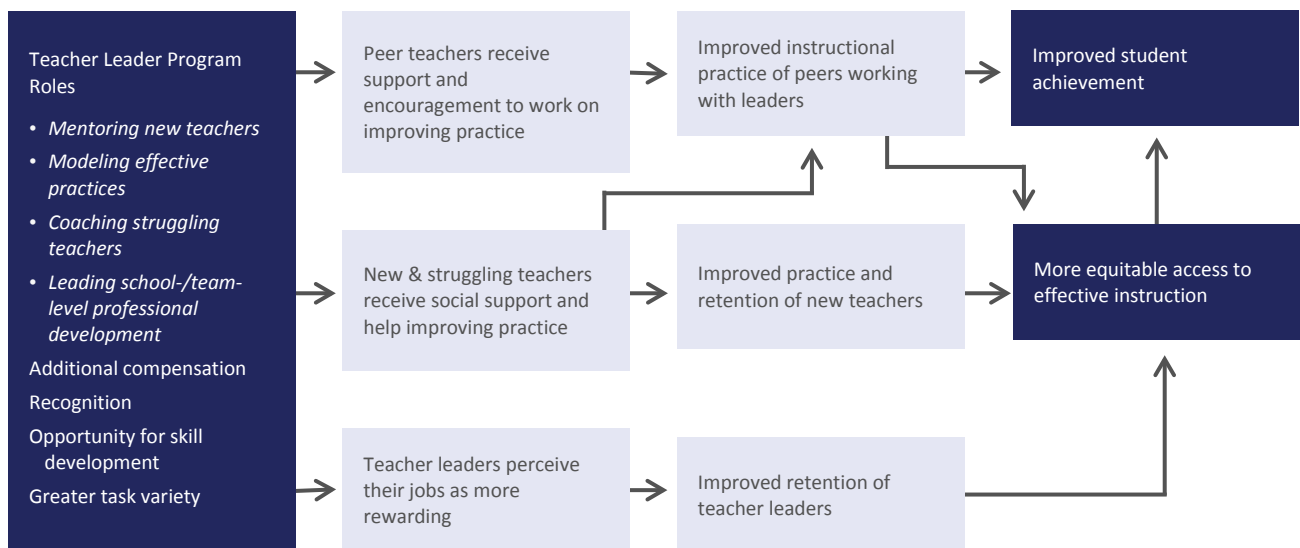 Teacher Leader Program
Roles
• Mentoring new teachers
• Modeling effective
practices
• Coaching struggling
teachers
• Leading school-/team-
level professional
development
Additional compensation
Recognition
Opportunity for skill
development
Greater task variety
Peer teachers receive
support and
encouragement to work on
improving practice
Improved instructional
practice of peers working
with leaders
Improved student
achievement
New & struggling teachers
receive social support and
help improving practice
Improved practice and
retention of new teachers
More equitable access to
effective instruction
Teacher leaders perceive
their jobs as more
rewarding
Improved retention of
teacher leaders